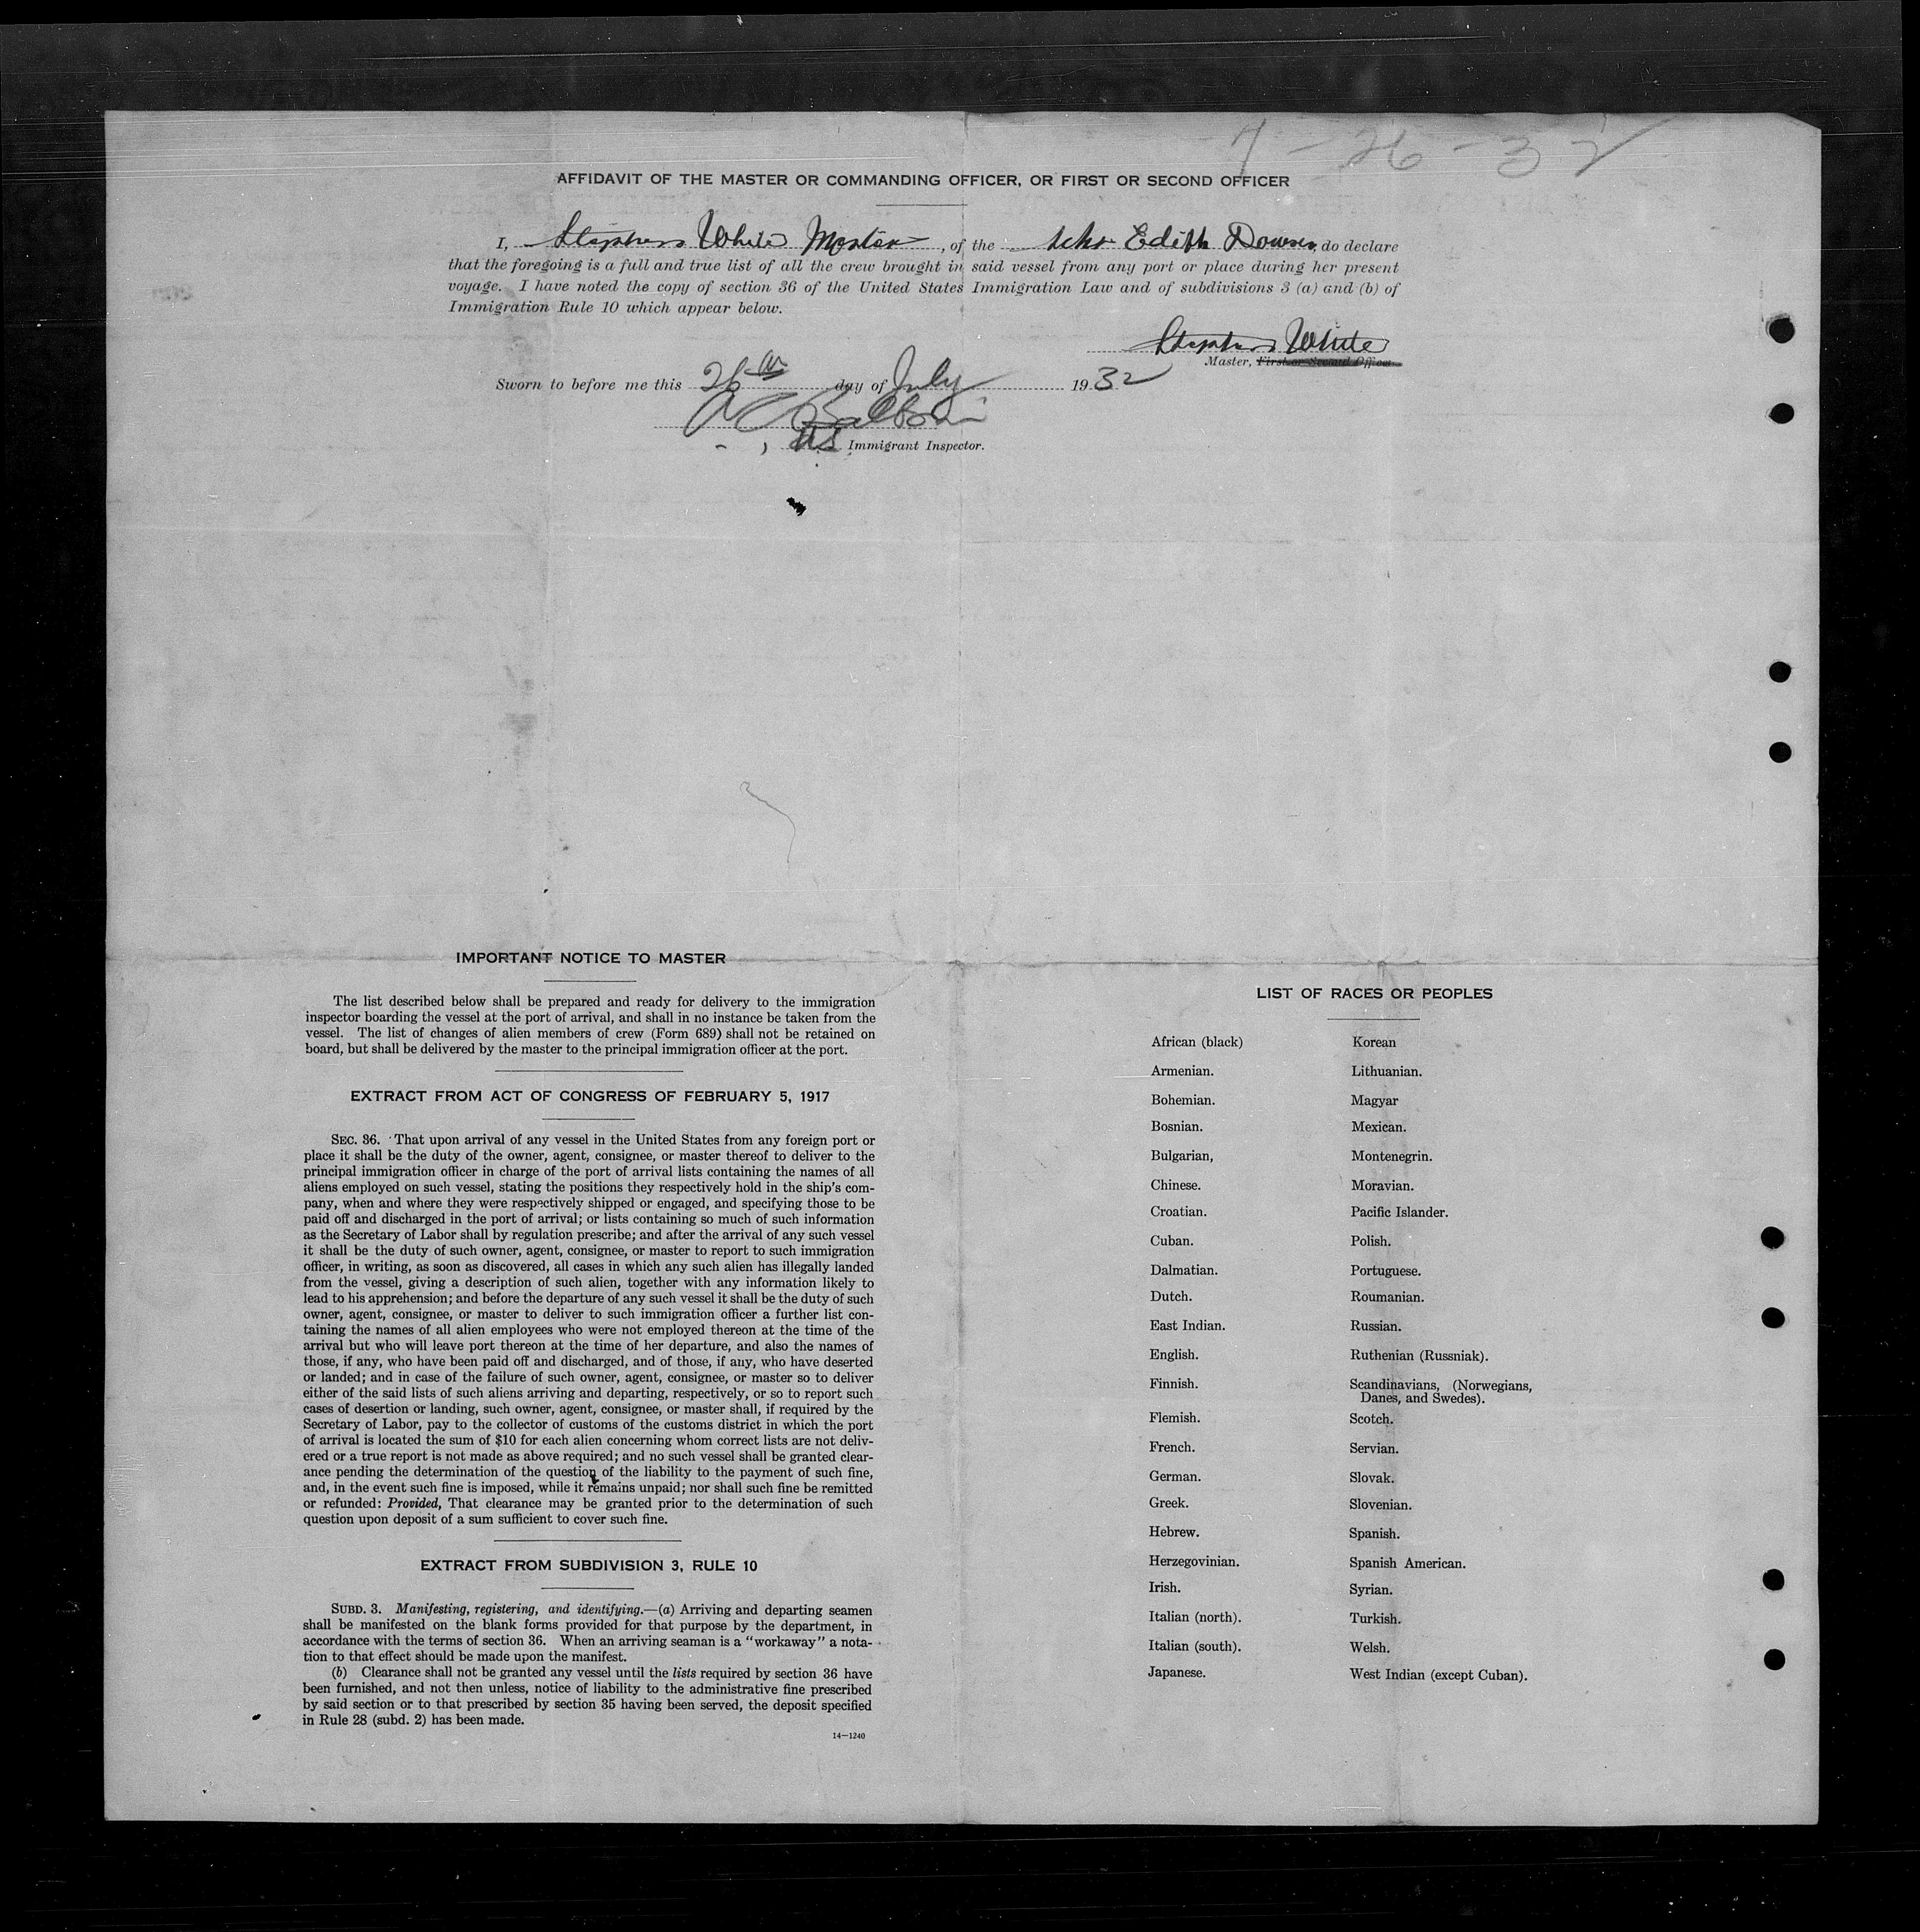 7-26-32
AFFIDAVIT OF THE MASTER OR COMMANDING OFFICER, OR FIRST OR SECOND OFFICER
I, Stephen White Master, of the schr Edith Dowser, do declare
that the foregoing is a full and true list of all the crew brought in said vessel from any port or place during her present
voyage. I have noted the copy of section 36 of the United States Immigration Law and of subdivisions 3 (a) and (b) of
Immigration Rule 10 which appear below.
Stephen White
Master, First or Second Officer
Sworn to before me this 26th day of July 1932
US Immigrant Inspector.
IMPORTANT NOTICE TO MASTER
The list described below shall be prepared and ready for delivery to the immigration
inspector boarding the vessel at the port of arrival, and shall in no instance be taken from the
vessel. The list of changes of alien members of crew (Form 689) shall not be retained on
board, but shall be delivered by the master to the principal immigration officer at the port.
EXTRACT FROM ACT OF CONGRESS OF FEBRUARY 5, 1917
SEC. 36. That upon arrival of any vessel in the United States from any foreign port or
place it shall be the duty of the owner, agent, consignee, or master thereof to deliver to the
principal immigration officer in charge of the port of arrival lists containing the names of all
aliens employed on such vessel, stating the positions they respectively hold in the ship's com-
pany, when and where they were respectively shipped or engaged, and specifying those to be
paid off and discharged in the port of arrival; or lists containing so much of such information
as the Secretary of Labor shall by regulation prescribe; and after the arrival of any such vessel
it shall be the duty of such owner, agent, consignee, or master to report to such immigration
officer, in writing, as soon as discovered, all cases in which any such alien has illegally landed
from the vessel, giving a description of such alien, together with any information likely to
lead to his apprehension; and before the departure of any such vessel it shall be the duty of such
owner, agent, consignee, or master to deliver to such immigration officer a further list con-
taining the names of all alien employees who were not employed thereon at the time of the
arrival but who will leave port thereon at the time of her departure, and also the names of
those, if any, who have been paid off and discharged, and of those, if any, who have deserted
or landed; and in case of the failure of such owner, agent, consignee, or master so to deliver
either of the said lists of such aliens arriving and departing, respectively, or so to report such
cases of desertion or landing, such owner, agent, consignee, or master shall, if required by the
Secretary of Labor, pay to the collector of customs of the customs district in which the port
of arrival is located the sum of $10 for each alien concerning whom correct lists are not deliv-
ered or a true report is not made as above required; and no such vessel shall be granted clear-
ance pending the determination of the question of the liability to the payment of such fine,
and, in the event such fine is imposed, while it remains unpaid; nor shall such fine be remitted
or refunded: Provided, That clearance may be granted prior to the determination of such
question upon deposit of a sum sufficient to cover such fine.
EXTRACT FROM SUBDIVISION 3, RULE 10
SUBD. 3. Manifesting, registering, and identifying.—(a) Arriving and departing seamen
shall be manifested on the blank forms provided for that purpose by the department, in
accordance with the terms of section 36. When an arriving seaman is a "workaway" a nota-
tion to that effect should be made upon the manifest.
(b) Clearance shall not be granted any vessel until the lists required by section 36 have
been furnished, and not then unless, notice of liability to the administrative fine prescribed
by said section or to that prescribed by section 35 having been served, the deposit specified
in Rule 28 (subd. 2) has been made.
14—1240
LIST OF RACES OR PEOPLES
African (black)
Armenian.
Bohemian.
Bosnian.
Bulgarian,
Chinese.
Croatian.
Cuban.
Dalmatian.
Dutch.
East Indian.
English.
Finnish.
Flemish.
French.
German.
Greek.
Hebrew.
Herzegovinian.
Irish.
Italian (north).
Italian (south).
Japanese.
Korean
Lithuanian.
Magyar
Mexican.
Montenegrin.
Moravian.
Pacific Islander.
Polish.
Portuguese.
Roumanian.
Russian.
Ruthenian (Russniak).
Scandinavians, (Norwegians,
Danes, and Swedes).
Scotch.
Servian.
Slovak.
Slovenian.
Spanish.
Spanish American.
Syrian.
Turkish.
Welsh.
West Indian (except Cuban).